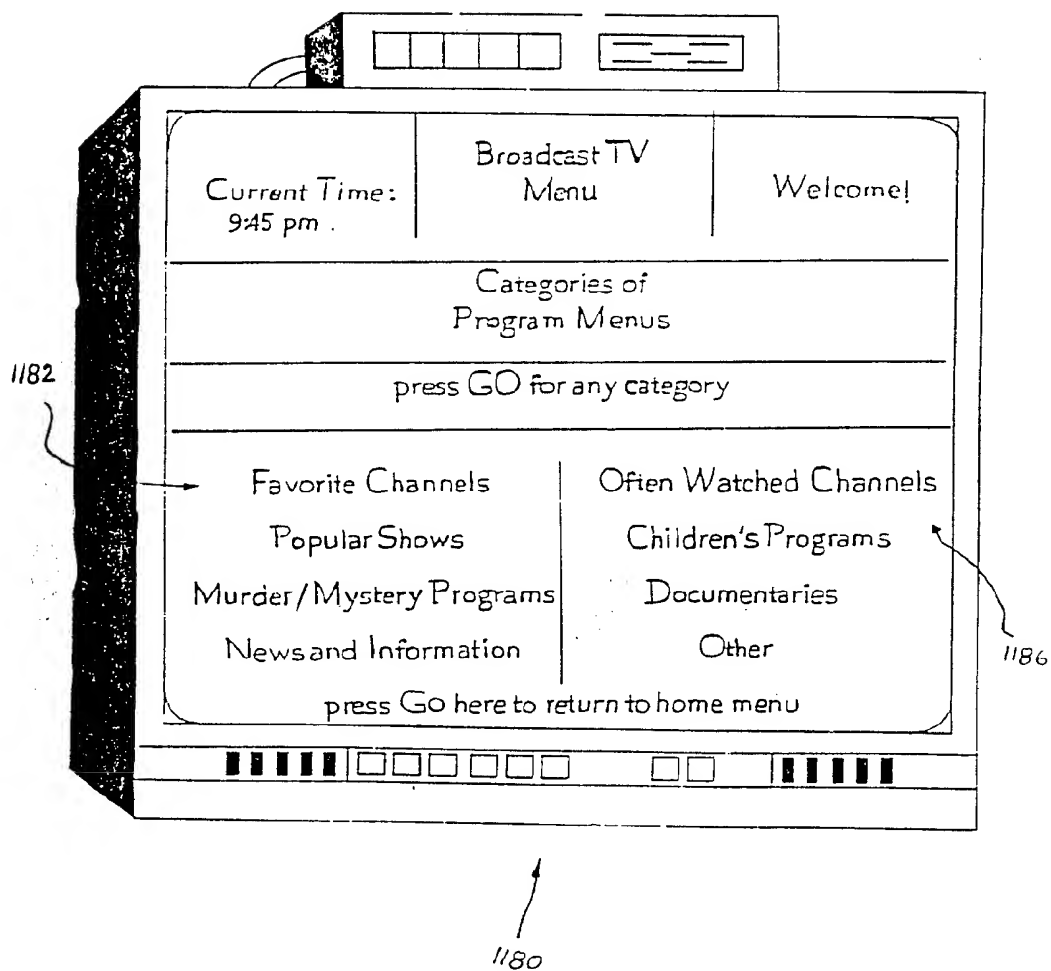 Broadcast TV
Menu
Current Time:
9:45 pm .
Welcome!
Categories of
Program Menus
press GO for any category
1182
Favorite Channels
Often Watched Channels
Popular Shows
Children's Programs
Murder/Mystery Programs
Documentaries
News and Information
Other
1186
press Go here to return to home menu
1180